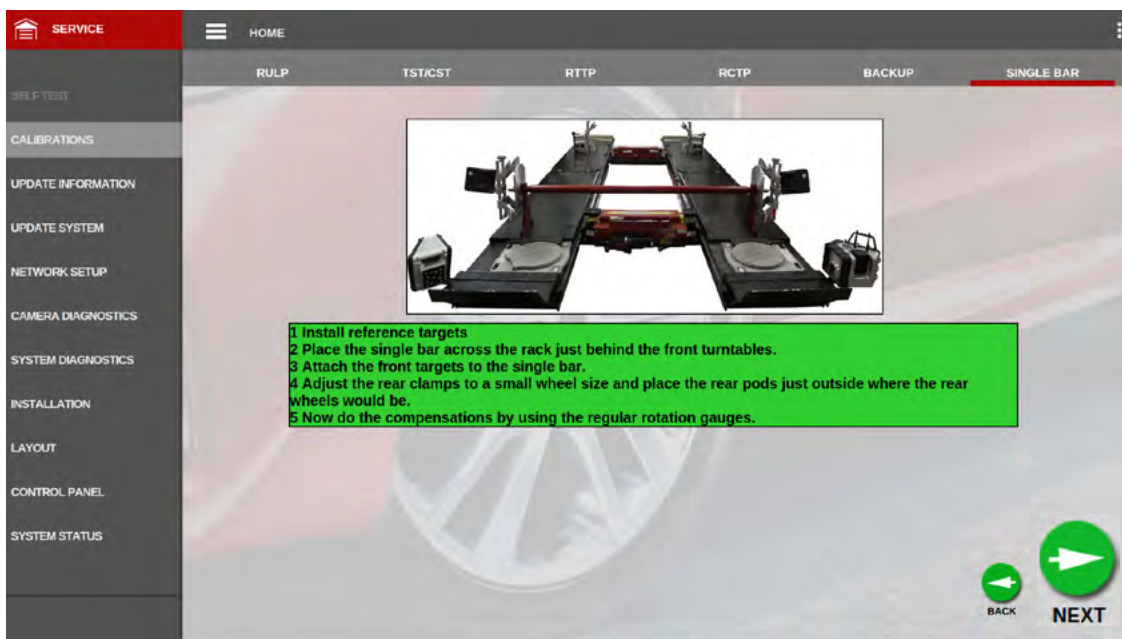 SERVICE
HOME
RULP TST/CST RTTP RCTP BACKUP SINGLE BAR
SELF TEST
CALIBRATIONS
UPDATE INFORMATION
UPDATE SYSTEM
NETWORK SETUP
CAMERA DIAGNOSTICS
SYSTEM DIAGNOSTICS
INSTALLATION
LAYOUT
CONTROL PANEL
SYSTEM STATUS
1 Install reference targets
2 Place the single bar across the rack just behind the front turntables.
3 Attach the front targets to the single bar.
4 Adjust the rear clamps to a small wheel size and place the rear pods just outside where the rear
wheels would be.
5 Now do the compensations by using the regular rotation gauges.
BACK
NEXT